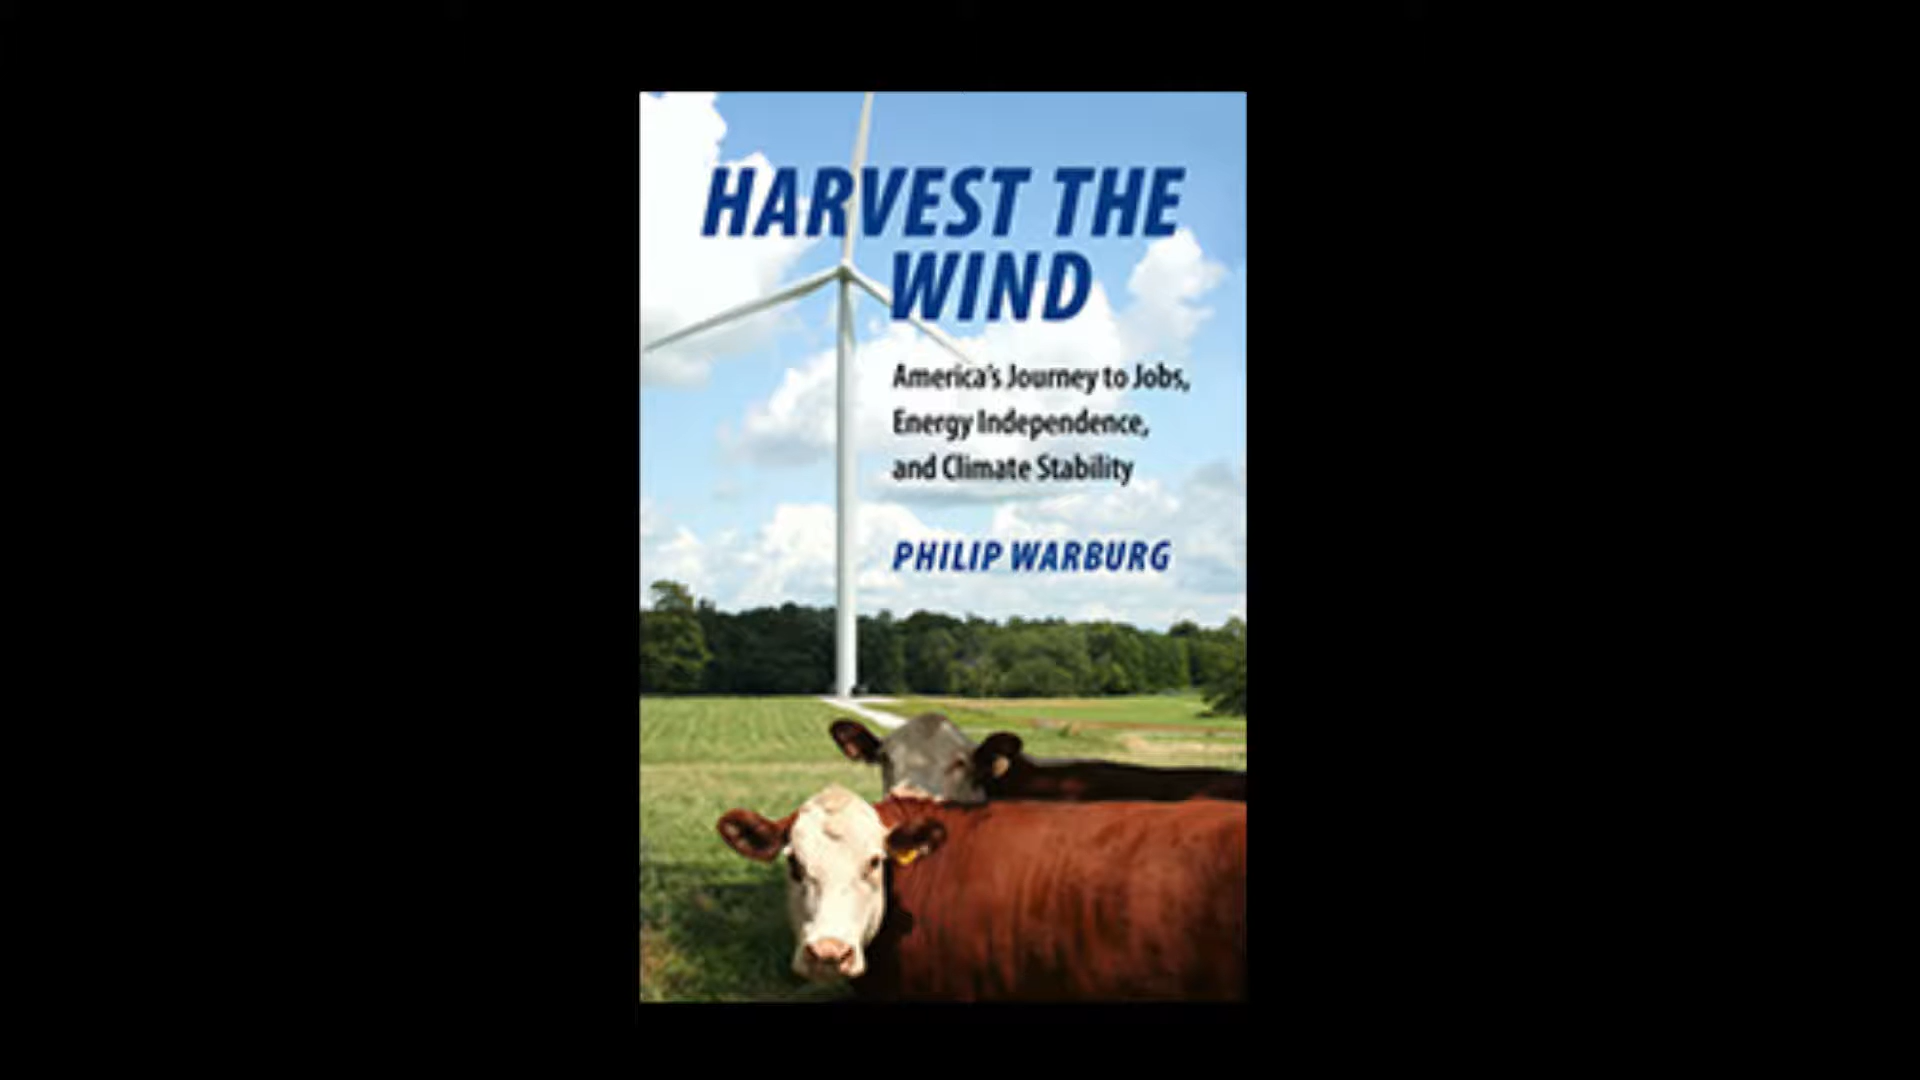 HARVEST THE
WIND
America's Journey to Jobs,
Energy Independence,
and Climate Stability
PHILIP WARBURG